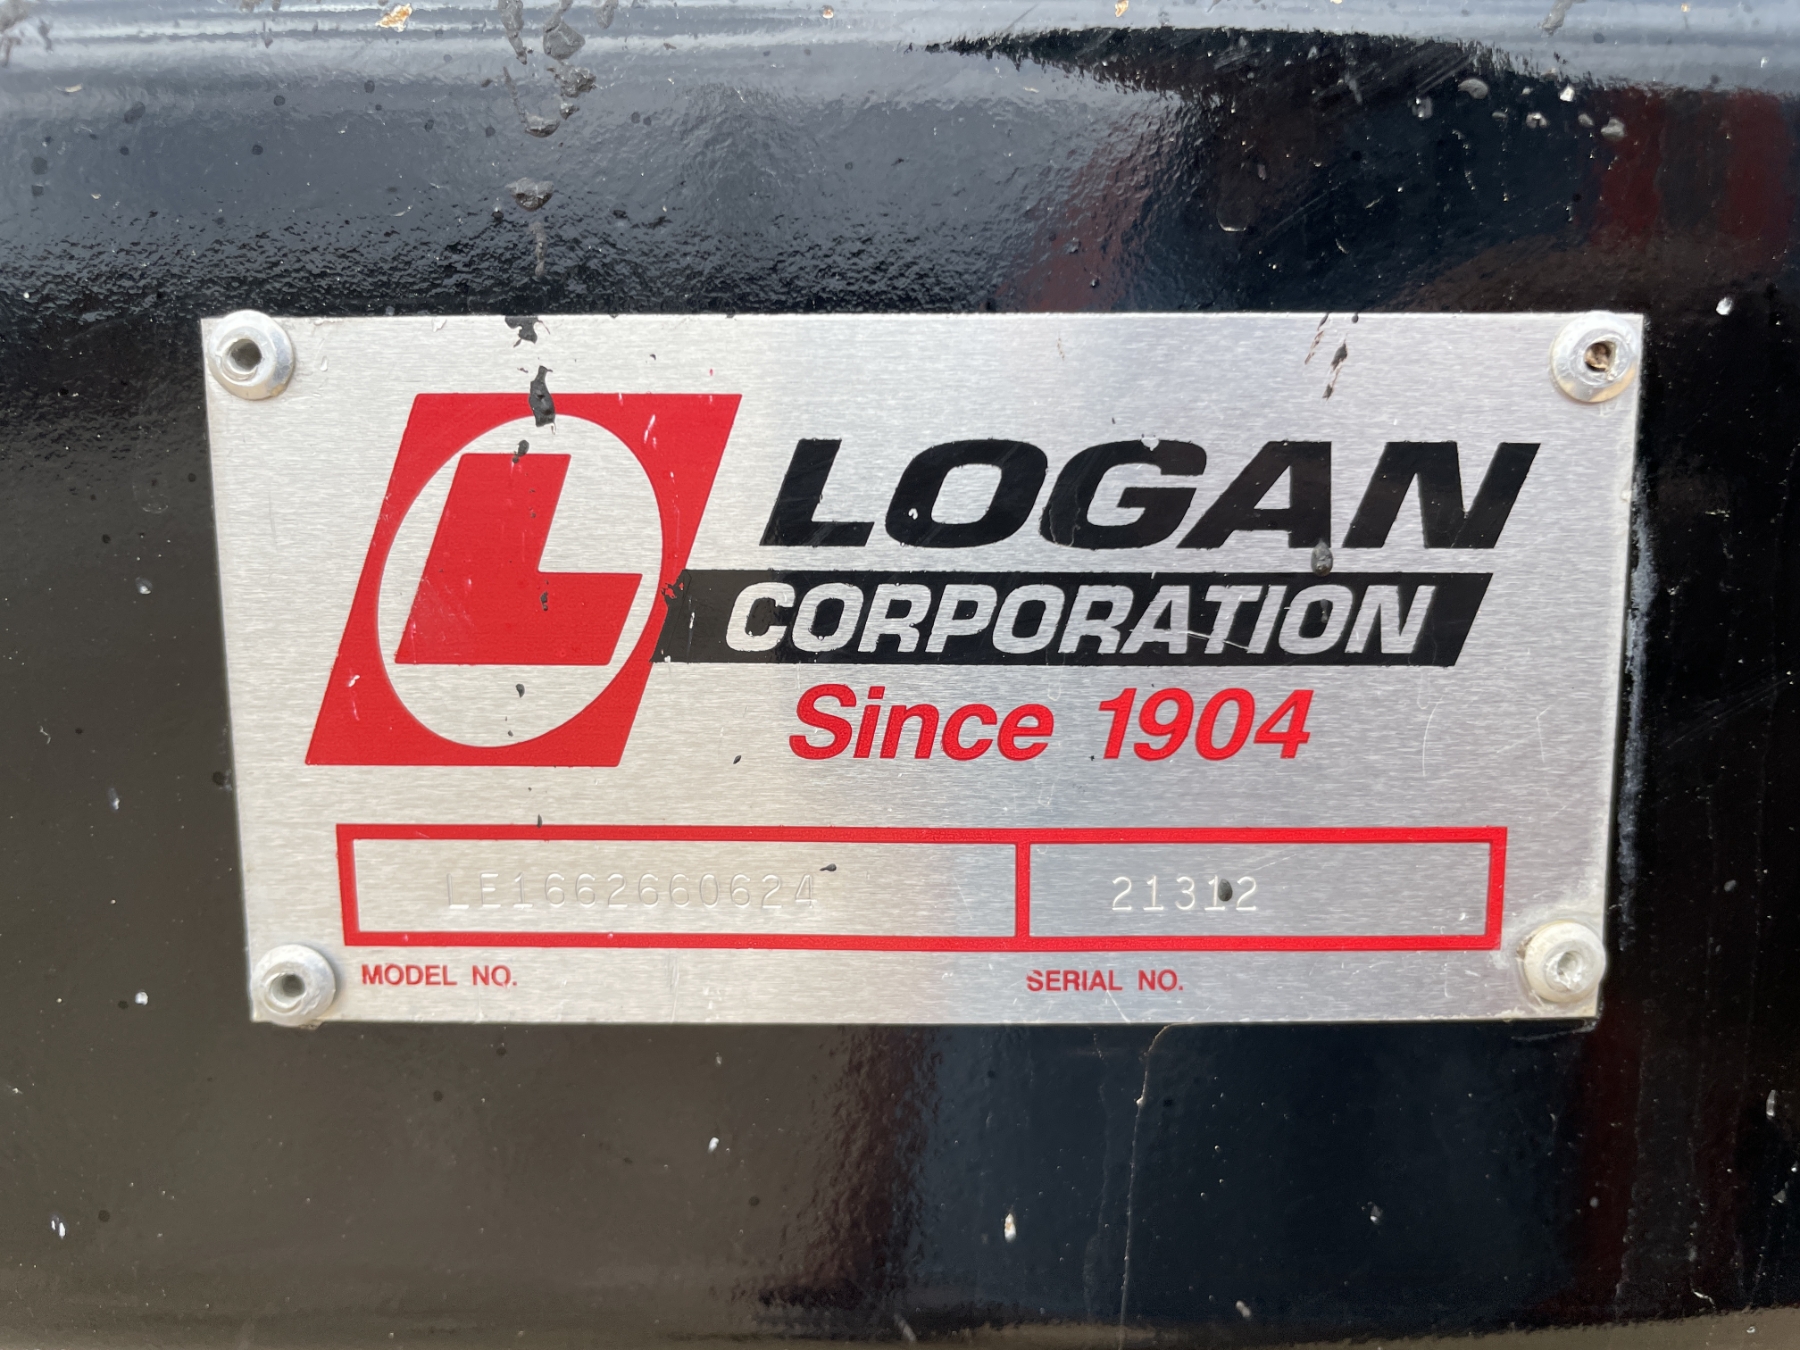 L
LOGAN
CORPORATION
Since 1904
LE1662660624
21312
MODEL NO.
SERIAL NO.